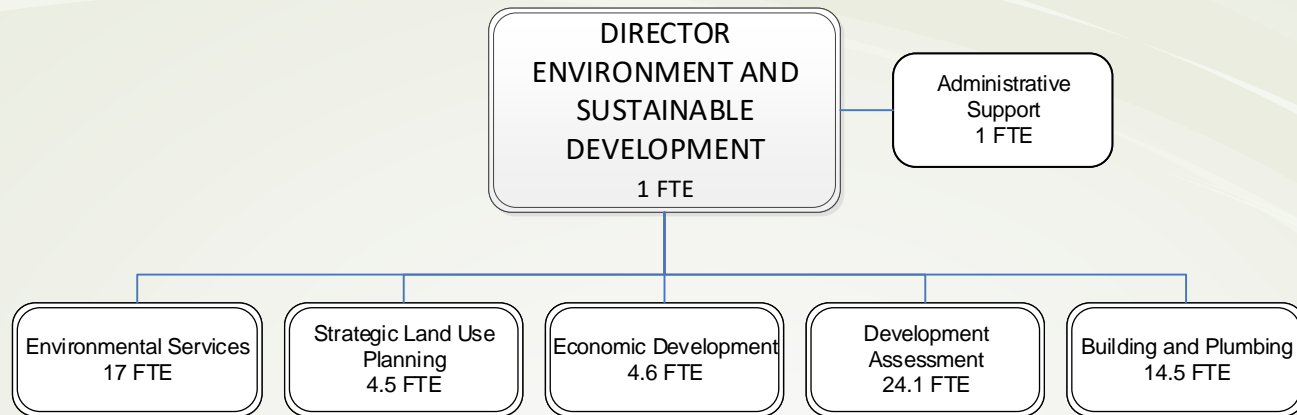 DIRECTOR
ENVIRONMENT AND
SUSTAINABLE
DEVELOPMENT
1 FTE
Administrative
Support
1 FTE
Environmental Services
17 FTE
Strategic Land Use
Planning
4.5 FTE
Economic Development
4.6 FTE
Development
Assessment
24.1 FTE
Building and Plumbing
14.5 FTE